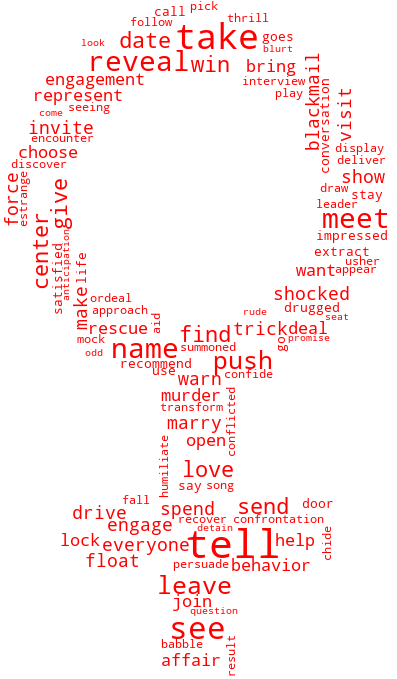 pick
call
thrill
follow
take
goes
date
look
blurt
reveal
win
bring
engagement
interview
blackmail
represent
play
conversation
visit
seeing
come
invite
encounter
display
choose
deliver
discover
show
force
estrange
give
draw
stay
leader
center
meet
impressed
satisfied
anticipation
life
extract
usher
want
appear
make
ordeal
shocked
approach
drugged
rude
seat
aid
rescue
trick
deal
find
mock
go
promise
name
summoned
odd
push
recommend
use
confide
warn
murder
conflicted
transform
marry
open
humiliate
love
say
song
fall
spend
send
door
drive
recover
confrontation
engage
detain
tell
chide
lock
everyone
help
float
persuade
behavior
leave
join
question
see
babble
result
affair